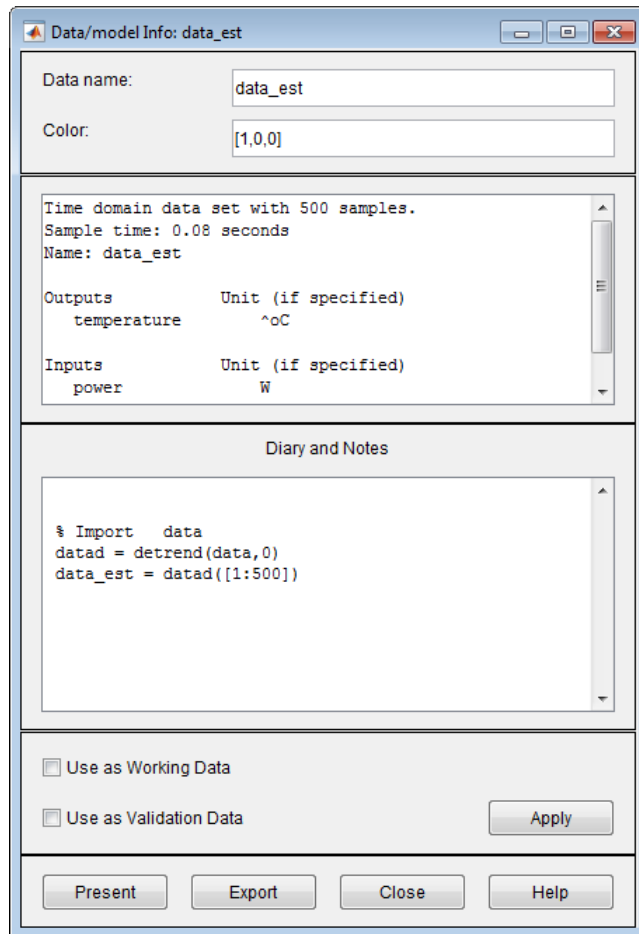 Data/model Info: data_est
Data name:
data_est
Color:
[1,0,0]
Time domain data set with 500 samples.
Sample time: 0.08 seconds
Name: data_est
Outputs Unit (if specified)
temperature ^oC
Inputs Unit (if specified)
power W
Diary and Notes
% Import data
datad = detrend(data,0)
data_est = datad([1:500])
Use as Working Data
Use as Validation Data
Apply
Present Export Close Help